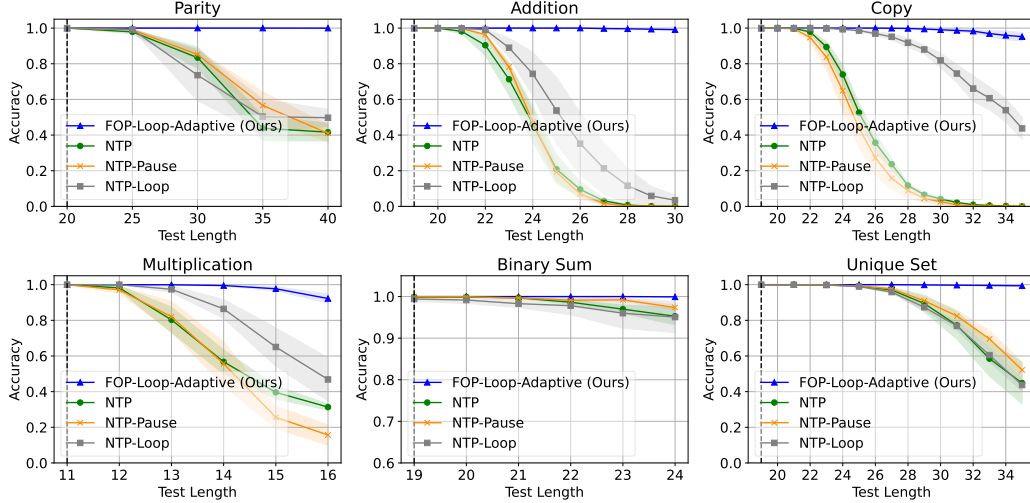 Parity
1.0
0.8
0.6
0.4
0.2
0.0
Accuracy
FOP-Loop-Adaptive (Ours)
NTP
NTP-Pause
NTP-Loop
20 25 30 35 40
Test Length
Addition
1.0
0.8
0.6
0.4
0.2
0.0
Accuracy
FOP-Loop-Adaptive (Ours)
NTP
NTP-Pause
NTP-Loop
20 22 24 26 28 30
Test Length
Copy
1.0
0.8
0.6
0.4
0.2
0.0
Accuracy
FOP-Loop-Adaptive (Ours)
NTP
NTP-Pause
NTP-Loop
20 22 24 26 28 30 32 34
Test Length
Multiplication
1.0
0.8
0.6
0.4
0.2
0.0
Accuracy
FOP-Loop-Adaptive (Ours)
NTP
NTP-Pause
NTP-Loop
11 12 13 14 15 16
Test Length
Binary Sum
1.0
0.9
0.8
0.7
0.6
Accuracy
FOP-Loop-Adaptive (Ours)
NTP
NTP-Pause
NTP-Loop
19 20 21 22 23 24
Test Length
Unique Set
1.0
0.8
0.6
0.4
0.2
0.0
Accuracy
FOP-Loop-Adaptive (Ours)
NTP
NTP-Pause
NTP-Loop
20 25 30 35
Test Length